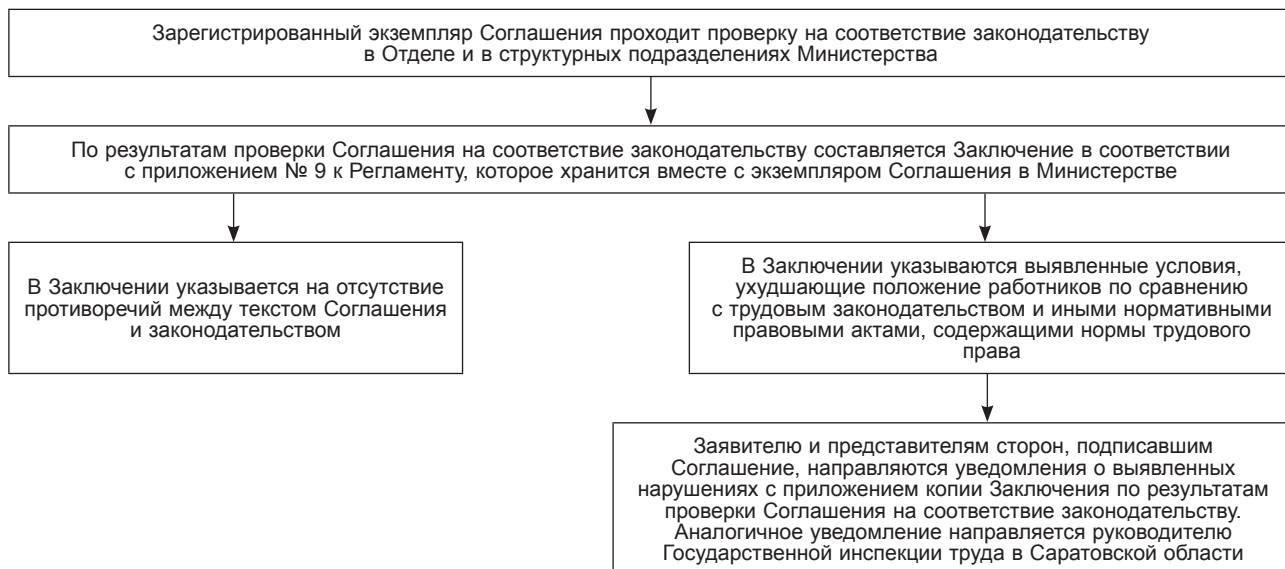 Зарегистрированный экземпляр Соглашения проходит проверку на соответствие законодательству
в Отделе и в структурных подразделениях Министерства
По результатам проверки Соглашения на соответствие законодательству составляется Заключение в соответствии
с приложением № 9 к Регламенту, которое хранится вместе с экземпляром Соглашения в Министерстве
В Заключении указывается на отсутствие
противоречий между текстом Соглашения
и законодательством
В Заключении указываются выявленные условия,
ухудшающие положение работников по сравнению
с трудовым законодательством и иными нормативными
правовыми актами, содержащими нормы трудового
права
Заявителю и представителям сторон, подписавшим
Соглашение, направляются уведомления о выявленных
нарушениях с приложением копии Заключения по результатам
проверки Соглашения на соответствие законодательству.
Аналогичное уведомление направляется руководителю
Государственной инспекции труда в Саратовской области